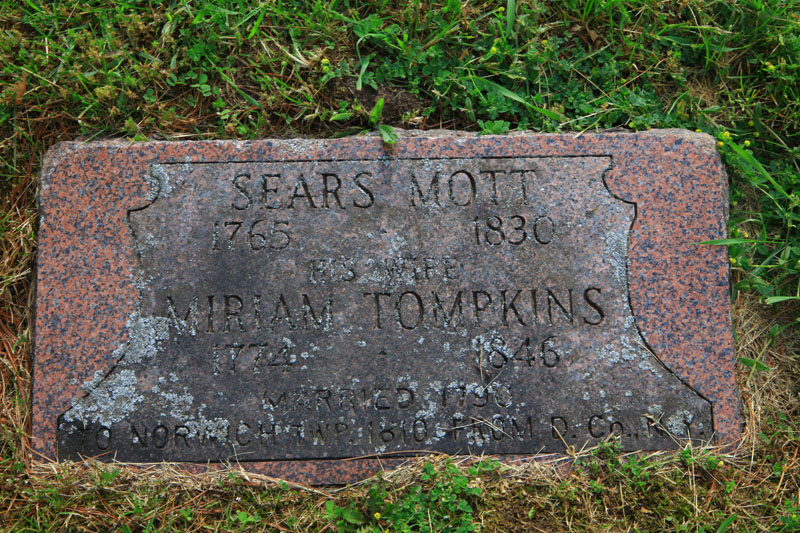 SEARS MOTT
1765 - 1830
HIS WIFE
MIRIAM TOMPKINS
1774 - 1846
MARRIED 1790
TO NORWICH TWP. 1810. FROM D. Co., N.Y.